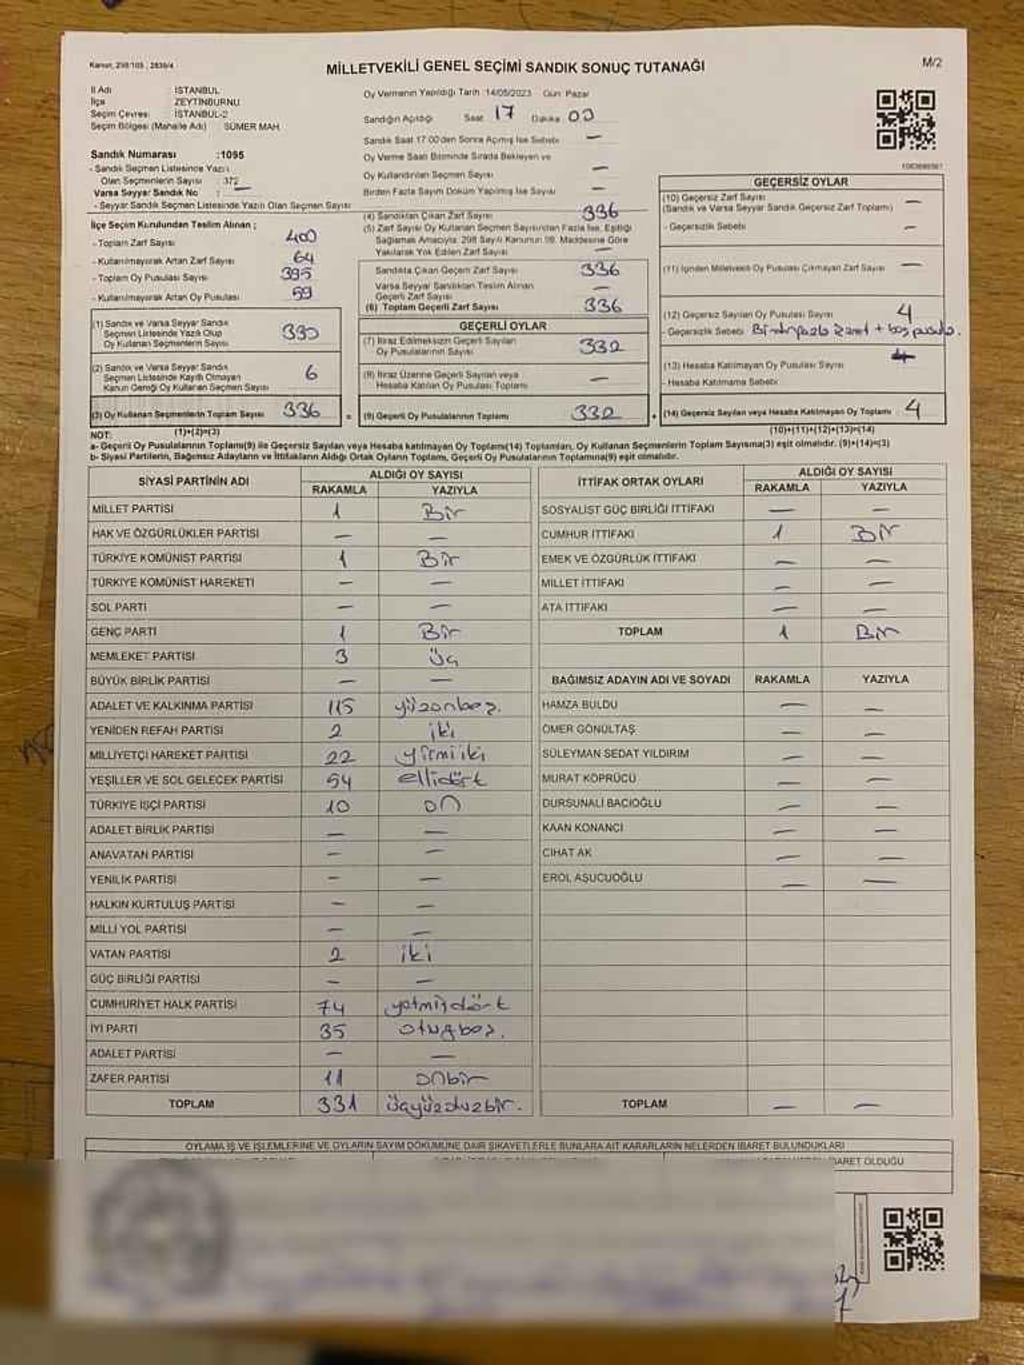 Kanun, 298/105 , 2839/4
MİLLETVEKİLİ GENEL SEÇİMİ SANDIK SONUÇ TUTANAĞI
M/2
İl Adı : İSTANBUL
İlçe : ZEYTİNBURNU
Seçim Çevresi : İSTANBUL-2
Seçim Bölgesi (Mahalle Adı) : SÜMER MAH.
Sandık Numarası :1095
- Sandık Seçmen Listesinde Yazılı
Olan Seçmenlerin Sayısı : 372
Varsa Seyyar Sandık No : —
- Seyyar Sandık Seçmen Listesinde Yazılı Olan Seçmen Sayısı
Oy Vermenin Yapıldığı Tarih :14/05/2023 Gün: Pazar
Sandığın Açıldığı Saat 17 Dakika 00
Sandık Saat 17:00'den Sonra Açılmış İse Sebebi —
Oy Verme Saati Bitiminde Sırada Bekleyen ve
Oy Kullandırılan Seçmen Sayısı —
Birden Fazla Sayım Döküm Yapılmış İse Sayısı —
İlçe Seçim Kurulundan Teslim Alınan ;
- Toplam Zarf Sayısı 400
- Kullanılmayarak Artan Zarf Sayısı 64
- Toplam Oy Pusulası Sayısı 395
- Kullanılmayarak Artan Oy Pusulası 59
(1) Sandık ve Varsa Seyyar Sandık
Seçmen Listesinde Yazılı Olup
Oy Kullanan Seçmenlerin Sayısı 330
(2) Sandık ve Varsa Seyyar Sandık
Seçmen Listesinde Kayıtlı Olmayan
Kanun Gereği Oy Kullanan Seçmen Sayısı 6
(3) Oy Kullanan Seçmenlerin Toplam Sayısı 336
(1)+(2)=(3)
(4) Sandıktan Çıkan Zarf Sayısı 336
(5) Zarf Sayısı Oy Kullanan Seçmen Sayısından Fazla İse, Eşitliği
Sağlamak Amacıyla; 298 Sayılı Kanunun 98. Maddesine Göre
Yakılarak Yok Edilen Zarf Sayısı —
Sandıkta Çıkan Geçerli Zarf Sayısı 336
Varsa Seyyar Sandıktan Teslim Alınan
Geçerli Zarf Sayısı —
(6) Toplam Geçerli Zarf Sayısı 336
GEÇERLİ OYLAR
(7) İtiraz Edilmeksizin Geçerli Sayılan
Oy Pusulalarının Sayısı 332
(8) İtiraz Üzerine Geçerli Sayılan veya
Hesaba Katılan Oy Pusulası Toplamı —
= (9) Geçerli Oy Pusulalarının Toplamı 332
GEÇERSİZ OYLAR
(10) Geçersiz Zarf Sayısı
(Sandık ve Varsa Seyyar Sandık Geçersiz Zarf Toplamı) —
- Geçersizlik Sebebi —
(11) İçinden Milletvekili Oy Pusulası Çıkmayan Zarf Sayısı —
(12) Geçersiz Sayılan Oy Pusulası Sayısı 4
- Geçersizlik Sebebi Birden fazla işaret + boş pusula.
(13) Hesaba Katılmayan Oy Pusulası Sayısı
- Hesaba Katılmama Sebebi
+ (14) Geçersiz Sayılan veya Hesaba Katılmayan Oy Toplamı 4
(10)+(11)+(12)+(13)=(14)
NOT:
a- Geçerli Oy Pusulalarının Toplamı(9) ile Geçersiz Sayılan veya Hesaba katılmayan Oy Toplamı(14) Toplamları, Oy Kullanan Seçmenlerin Toplam Sayısına(3) eşit olmalıdır. (9)+(14)=(3)
b- Siyasi Partilerin, Bağımsız Adayların ve İttifakların Aldığı Ortak Oyların Toplamı, Geçerli Oy Pusulalarının Toplamına(9) eşit olmalıdır.
SİYASİ PARTİNİN ADI ALDIĞI OY SAYISI
RAKAMLA YAZIYLA
MİLLET PARTİSİ 1 Bir
HAK VE ÖZGÜRLÜKLER PARTİSİ — —
TÜRKİYE KOMÜNİST PARTİSİ 1 Bir
TÜRKİYE KOMÜNİST HAREKETİ — —
SOL PARTİ — —
GENÇ PARTİ 1 Bir
MEMLEKET PARTİSİ 3 üç
BÜYÜK BİRLİK PARTİSİ — —
ADALET VE KALKINMA PARTİSİ 115 yüzonbeş.
YENİDEN REFAH PARTİSİ 2 iki
MİLLİYETÇİ HAREKET PARTİSİ 22 yirmiiki
YEŞİLLER VE SOL GELECEK PARTİSİ 54 ellidört
TÜRKİYE İŞÇİ PARTİSİ 10 on
ADALET BİRLİK PARTİSİ — —
ANAVATAN PARTİSİ — —
YENİLİK PARTİSİ — —
HALKIN KURTULUŞ PARTİSİ — —
MİLLİ YOL PARTİSİ — —
VATAN PARTİSİ 2 iki
GÜÇ BİRLİĞİ PARTİSİ — —
CUMHURİYET HALK PARTİSİ 74 yetmişdört
İYİ PARTİ 35 otuzbeş.
ADALET PARTİSİ — —
ZAFER PARTİSİ 11 onbir
TOPLAM 331 üçyüzotuzbir.
İTTİFAK ORTAK OYLARI ALDIĞI OY SAYISI
RAKAMLA YAZIYLA
SOSYALİST GÜÇ BİRLİĞİ İTTİFAKI — —
CUMHUR İTTİFAKI 1 Bir
EMEK VE ÖZGÜRLÜK İTTİFAKI — —
MİLLET İTTİFAKI — —
ATA İTTİFAKI — —
TOPLAM 1 Bir
BAĞIMSIZ ADAYIN ADI VE SOYADI RAKAMLA YAZIYLA
HAMZA BULDU — —
ÖMER GÖNÜLTAŞ — —
SÜLEYMAN SEDAT YILDIRIM — —
MURAT KÖPRÜCÜ — —
DURSUNALİ BACIOĞLU — —
KAAN KONANCI — —
CİHAT AK — —
EROL AŞUCUOĞLU — —
TOPLAM — —
OYLAMA İŞ VE İŞLEMLERİNE VE OYLARIN SAYIM DÖKÜMÜNE DAİR ŞİKAYETLERLE BUNLARA AİT KARARLARIN NELERDEN İBARET BULUNDUKLARI
İBARET OLDUĞU